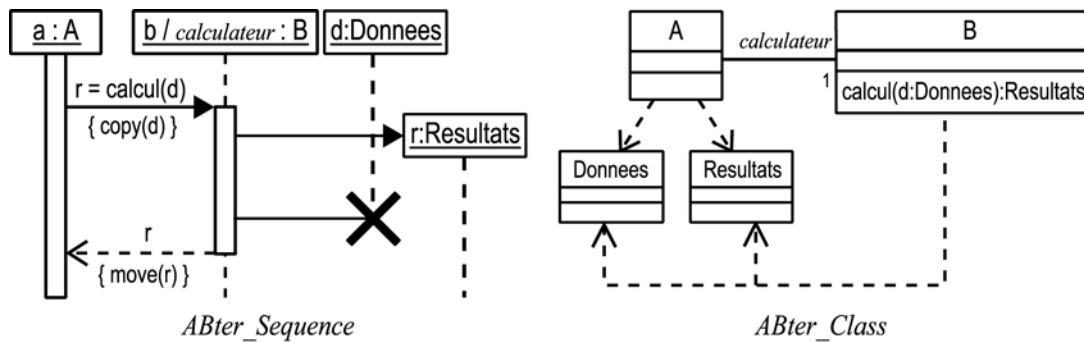 a : A
b / calculateur : B
d:Donnees
r = calcul(d)
{ copy(d) }
r:Resultats
r
{ move(r) }
ABter_Sequence
A
calculateur
1
B
calcul(d:Donnees):Resultats
Donnees
Resultats
ABter_Class